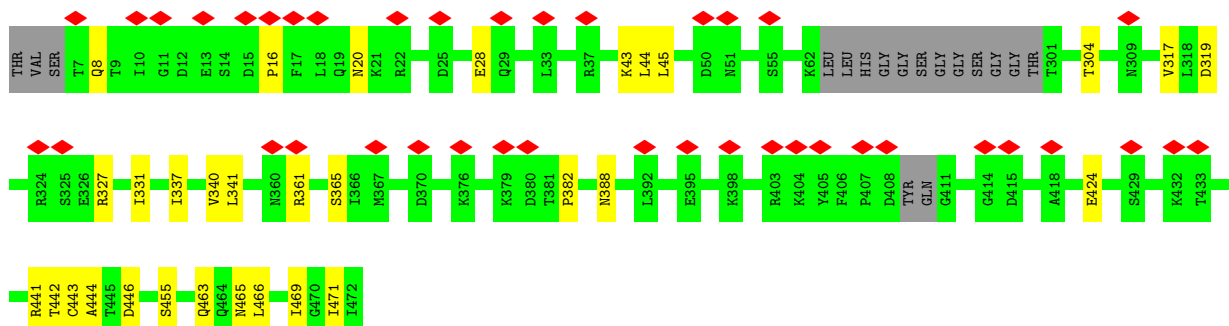 THR VAL SER T7 Q8 T9 I10 G11 D12 E13 S14 D15 P16 F17 L18 Q19 N20 K21 R22 D25 E28 Q29 L33 R37 K43 L44 L45 D50 N51 S55 K62 LEU LEU HIS GLY GLY SER GLY GLY SER GLY GLY THR T301 T304 N309 V317 L318 D319
R324 S325 E326 R327 I331 I337 V340 L341 N360 R361 S365 I366 M367 D370 K376 K379 D380 T381 P382 N388 L392 E395 K398 R403 K404 Y405 F406 P407 D408 TYR GLN G411 G414 D415 A418 E424 S429 K432 T433
R441 T442 C443 A444 T445 D446 S455 Q463 Q464 N465 L466 I469 G470 I471 I472